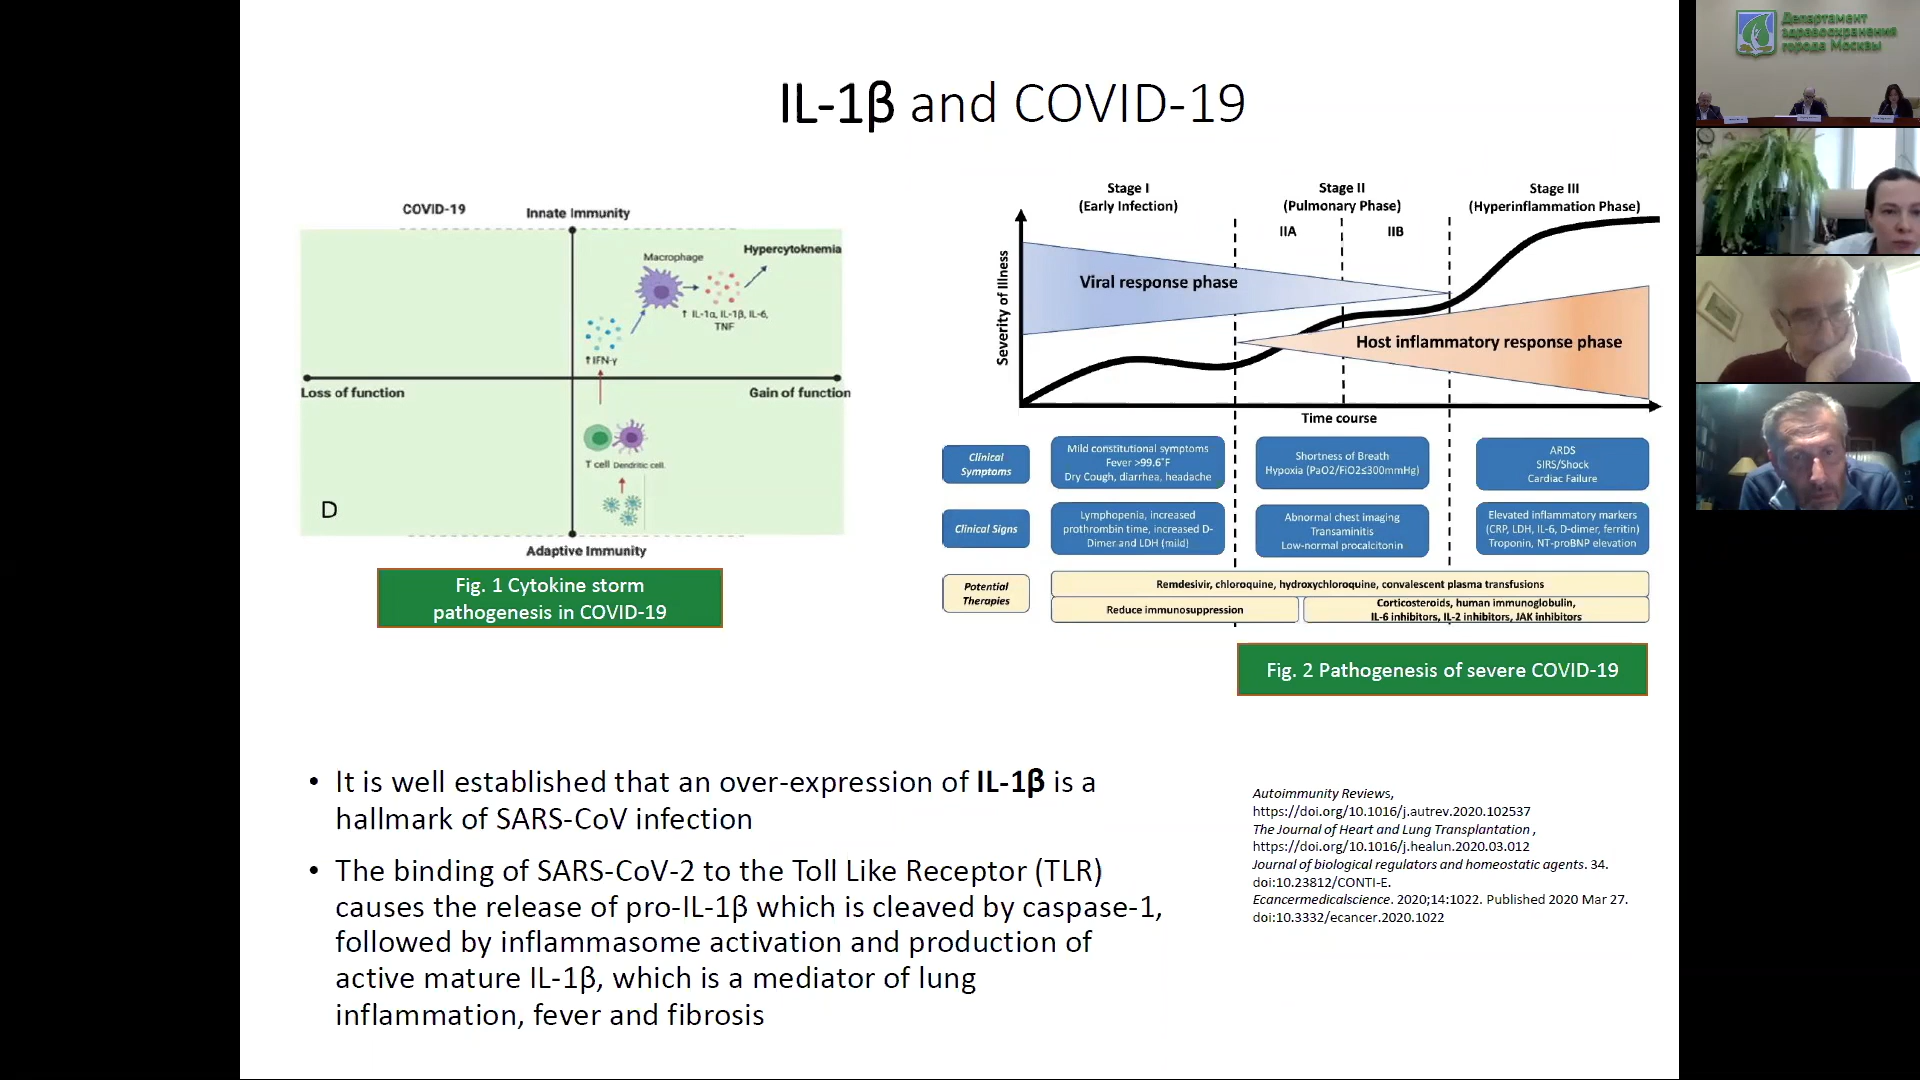 IL-1β and COVID-19
COVID-19
Innate Immunity
Hypercytoknemia
Macrophage
↑ IL-1α, IL-1β, IL-6,
TNF
↑IFN-γ
Loss of function
Gain of function
T cell Dendritic cell
D
Adaptive Immunity
Fig. 1 Cytokine storm
pathogenesis in COVID-19
Stage I
(Early Infection)
Stage II
(Pulmonary Phase)
IIA
IIB
Stage III
(Hyperinflammation Phase)
Severity of Illness
Viral response phase
Host inflammatory response phase
Time course
Clinical
Symptoms
Mild constitutional symptoms
Fever >99.6°F
Dry Cough, diarrhea, headache
Shortness of Breath
Hypoxia (PaO2/FiO2≤300mmHg)
ARDS
SIRS/Shock
Cardiac Failure
Clinical Signs
Lymphopenia, increased
prothrombin time, increased D-
Dimer and LDH (mild)
Abnormal chest imaging
Transaminitis
Low-normal procalcitonin
Elevated inflammatory markers
(CRP, LDH, IL-6, D-dimer, ferritin)
Troponin, NT-proBNP elevation
Potential
Therapies
Remdesivir, chloroquine, hydroxychloroquine, convalescent plasma transfusions
Reduce immunosuppression
Corticosteroids, human immunoglobulin,
IL-6 inhibitors, IL-2 inhibitors, JAK inhibitors
Fig. 2 Pathogenesis of severe COVID-19
• It is well established that an over-expression of IL-1β is a
hallmark of SARS-CoV infection
• The binding of SARS-CoV-2 to the Toll Like Receptor (TLR)
causes the release of pro-IL-1β which is cleaved by caspase-1,
followed by inflammasome activation and production of
active mature IL-1β, which is a mediator of lung
inflammation, fever and fibrosis
Autoimmunity Reviews,
https://doi.org/10.1016/j.autrev.2020.102537
The Journal of Heart and Lung Transplantation ,
https://doi.org/10.1016/j.healun.2020.03.012
Journal of biological regulators and homeostatic agents. 34.
doi:10.23812/CONTI-E.
Ecancermedicalscience. 2020;14:1022. Published 2020 Mar 27.
doi:10.3332/ecancer.2020.1022
Департамент
здравоохранения
города Москвы